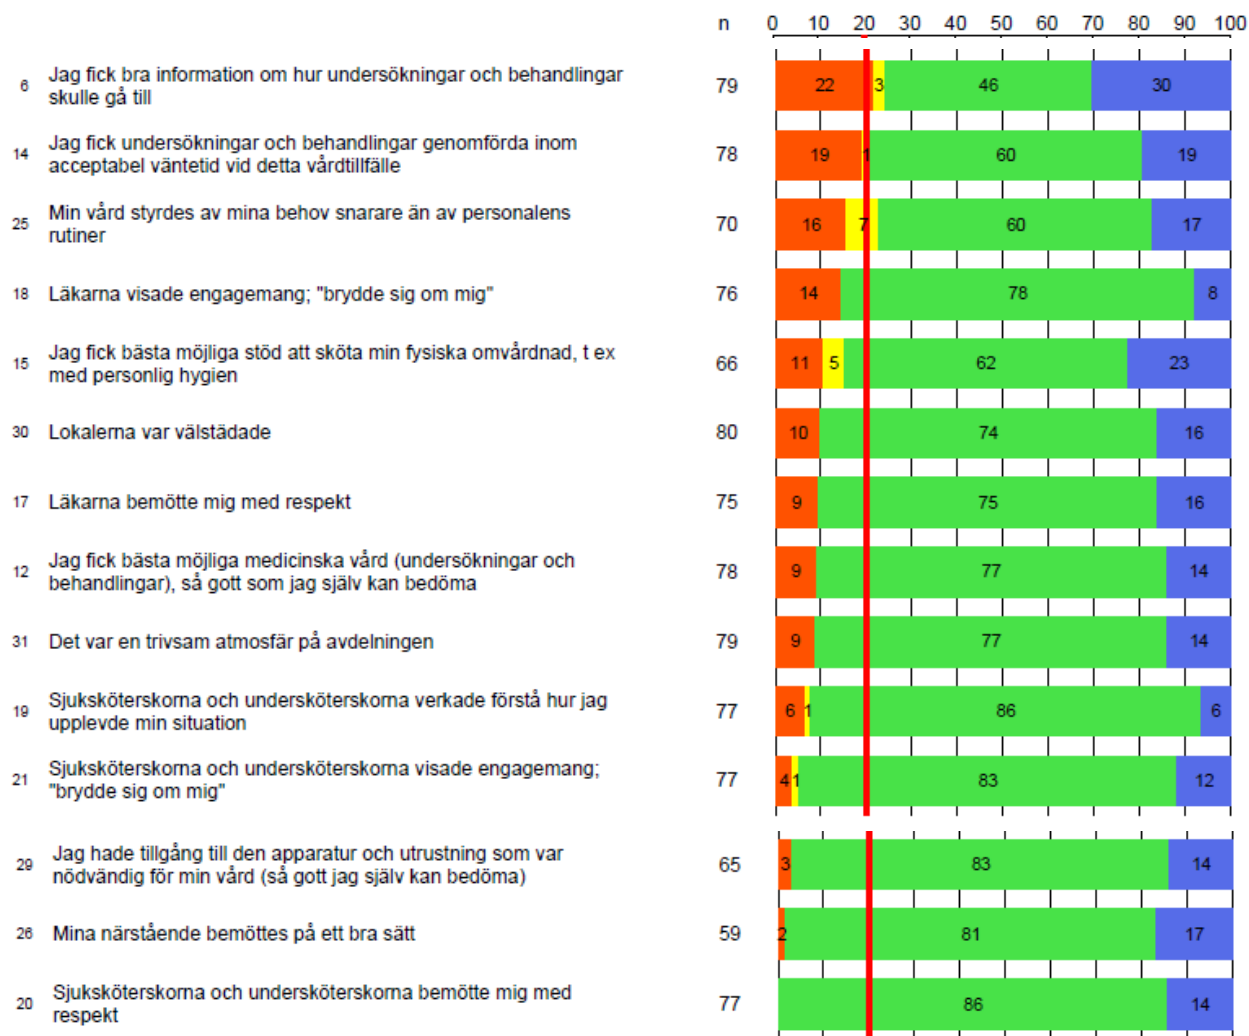 n 0 10 20 30 40 50 60 70 80 90 100
6 Jag fick bra information om hur undersökningar och behandlingar
skulle gå till
79 22 3 46 30
14 Jag fick undersökningar och behandlingar genomförda inom
acceptabel väntetid vid detta vårdtillfälle
78 19 1 60 19
25 Min vård styrdes av mina behov snarare än av personalens
rutiner
70 16 7 60 17
18 Läkarna visade engagemang; "brydde sig om mig" 76 14 78 8
15 Jag fick bästa möjliga stöd att sköta min fysiska omvårdnad, t ex
med personlig hygien
66 11 5 62 23
30 Lokalerna var välstädade 80 10 74 16
17 Läkarna bemötte mig med respekt 75 9 75 16
12 Jag fick bästa möjliga medicinska vård (undersökningar och
behandlingar), så gott som jag själv kan bedöma
78 9 77 14
31 Det var en trivsam atmosfär på avdelningen 79 9 77 14
19 Sjuksköterskorna och undersköterskorna verkade förstå hur jag
upplevde min situation
77 6 1 86 6
21 Sjuksköterskorna och undersköterskorna visade engagemang;
"brydde sig om mig"
77 4 1 83 12
29 Jag hade tillgång till den apparatur och utrustning som var
nödvändig för min vård (så gott jag själv kan bedöma)
65 3 83 14
26 Mina närstående bemöttes på ett bra sätt 59 2 81 17
20 Sjuksköterskorna och undersköterskorna bemötte mig med
respekt
77 86 14